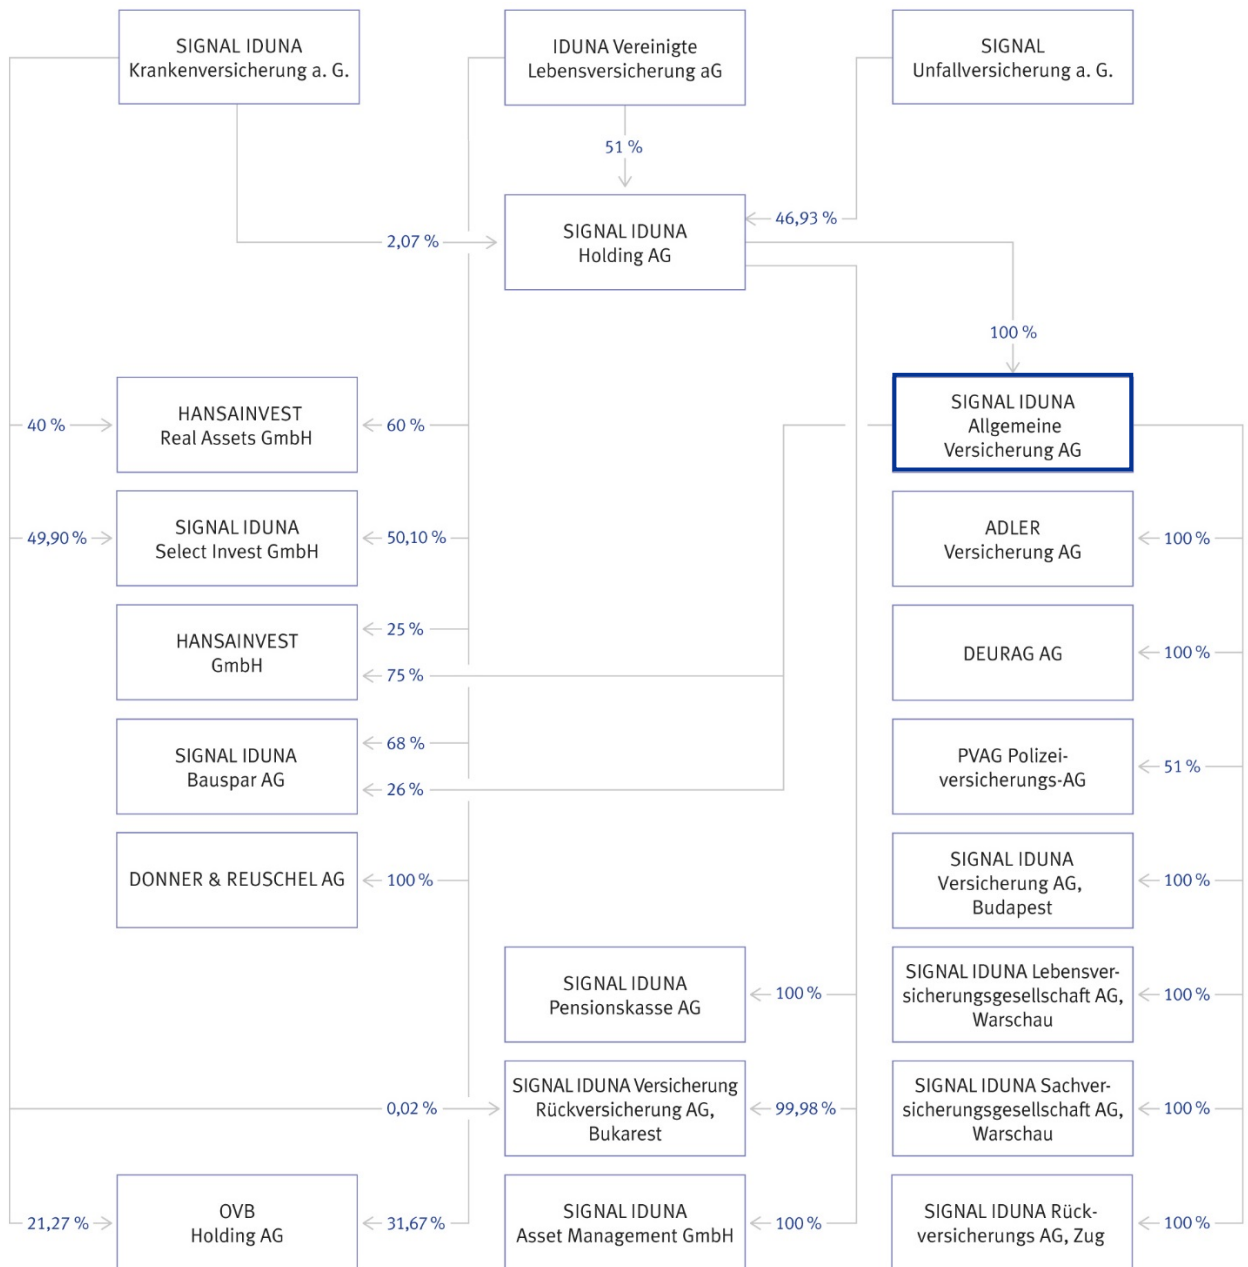 SIGNAL IDUNA
Krankenversicherung a. G.
IDUNA Vereinigte
Lebensversicherung aG
SIGNAL
Unfallversicherung a. G.
51 %
46,93 %
2,07 %
SIGNAL IDUNA
Holding AG
100 %
40 %
HANSAINVEST
Real Assets GmbH
60 %
SIGNAL IDUNA
Allgemeine
Versicherung AG
49,90 %
SIGNAL IDUNA
Select Invest GmbH
50,10 %
ADLER
Versicherung AG
100 %
HANSAINVEST
GmbH
25 %
75 %
DEURAG AG
100 %
SIGNAL IDUNA
Bauspar AG
68 %
26 %
PVAG Polizei-
versicherungs-AG
51 %
DONNER & REUSCHEL AG
100 %
SIGNAL IDUNA
Versicherung AG,
Budapest
100 %
SIGNAL IDUNA
Pensionskasse AG
100 %
SIGNAL IDUNA Lebensver-
sicherungsgesellschaft AG,
Warschau
100 %
0,02 %
SIGNAL IDUNA Versicherung
Rückversicherung AG,
Bukarest
99,98 %
SIGNAL IDUNA Sachver-
sicherungsgesellschaft AG,
Warschau
100 %
21,27 %
OVB
Holding AG
31,67 %
SIGNAL IDUNA
Asset Management GmbH
100 %
SIGNAL IDUNA Rück-
versicherungs AG, Zug
100 %